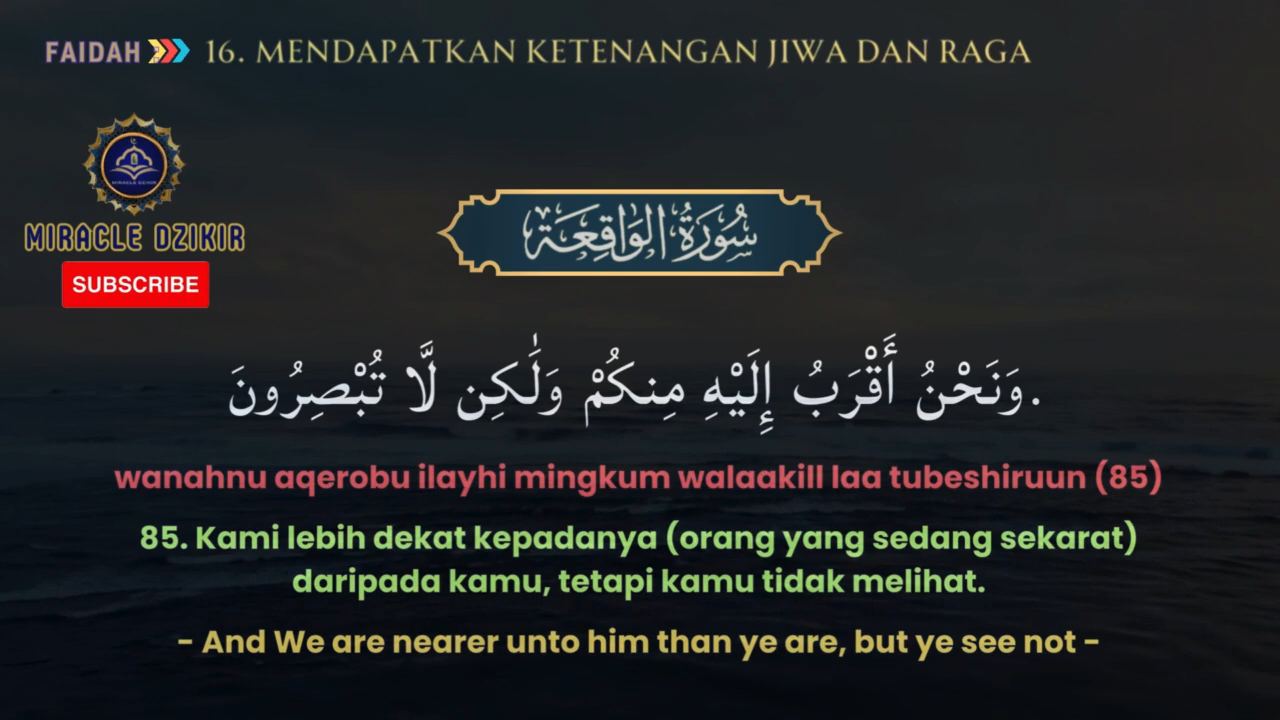 FAIDAH 16. MENDAPATKAN KETENANGAN JIWA DAN RAGA
MIRACLE DZIKIR
MIRACLE DZIKIR
SUBSCRIBE
سُورَةُ الوَاقِعَة
وَنَحْنُ أَقْرَبُ إِلَيْهِ مِنكُمْ وَلَٰكِن لَّا تُبْصِرُونَ.
wanahnu aqerobu ilayhi mingkum walaakill laa tubeshiruun (85)
85. Kami lebih dekat kepadanya (orang yang sedang sekarat)
daripada kamu, tetapi kamu tidak melihat.
- And We are nearer unto him than ye are, but ye see not -